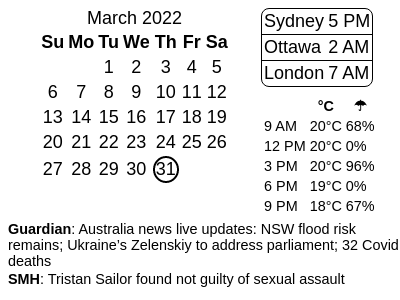 March 2022
Su Mo Tu We Th Fr Sa
1 2 3 4 5
6 7 8 9 10 11 12
13 14 15 16 17 18 19
20 21 22 23 24 25 26
27 28 29 30 31
Sydney 5 PM
Ottawa 2 AM
London 7 AM
°C ☂
9 AM 20°C 68%
12 PM 20°C 0%
3 PM 20°C 96%
6 PM 19°C 0%
9 PM 18°C 67%
Guardian: Australia news live updates: NSW flood risk
remains; Ukraine’s Zelenskiy to address parliament; 32 Covid
deaths
SMH: Tristan Sailor found not guilty of sexual assault